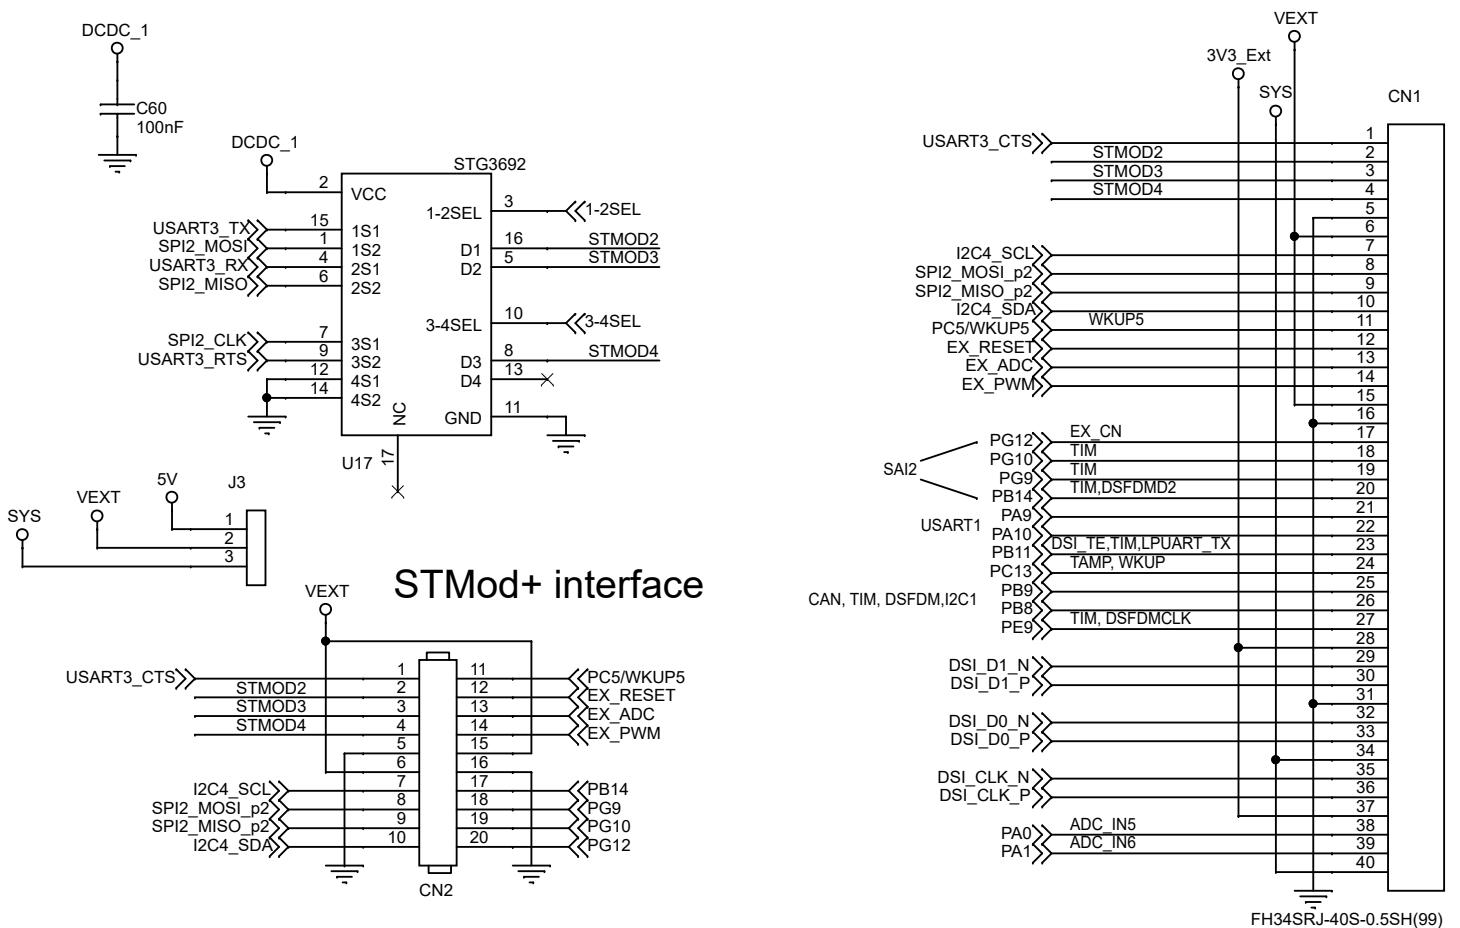 DCDC_1
C60
100nF
DCDC_1
STG3692
2
VCC
3
1-2SEL
1-2SEL
USART3_TX
15
1S1
SPI2_MOSI
1
1S2
16
D1
STMOD2
USART3_RX
4
2S1
5
D2
STMOD3
SPI2_MISO
6
2S2
10
3-4SEL
3-4SEL
SPI2_CLK
7
3S1
USART3_RTS
9
3S2
8
D3
STMOD4
12
4S1
13
D4
14
4S2
11
GND
NC
U17
17
5V
J3
VEXT
SYS
1
2
3
STMod+ interface
VEXT
USART3_CTS
1
11
PC5/WKUP5
STMOD2
2
12
EX_RESET
STMOD3
3
13
EX_ADC
STMOD4
4
14
EX_PWM
5
15
6
16
I2C4_SCL
7
17
PB14
SPI2_MOSI_p2
8
18
PG9
SPI2_MISO_p2
9
19
PG10
I2C4_SDA
10
20
PG12
CN2
VEXT
3V3_Ext
SYS
CN1
USART3_CTS
1
STMOD2
2
STMOD3
3
STMOD4
4
5
6
I2C4_SCL
7
SPI2_MOSI_p2
8
SPI2_MISO_p2
9
I2C4_SDA
10
PC5/WKUP5
WKUP5
11
EX_RESET
12
EX_ADC
13
EX_PWM
14
15
16
SAI2
PG12
EX_CN
17
PG10
TIM
18
PG9
TIM
19
PB14
TIM,DSFDMD2
20
USART1
PA9
21
PA10
22
PB11
DSI_TE,TIM,LPUART_TX
23
PC13
TAMP, WKUP
24
CAN, TIM, DSFDM,I2C1
PB9
25
PB8
26
PE9
TIM, DSFDMCLK
27
28
DSI_D1_N
29
DSI_D1_P
30
31
DSI_D0_N
32
DSI_D0_P
33
34
DSI_CLK_N
35
DSI_CLK_P
36
37
PA0
ADC_IN5
38
PA1
ADC_IN6
39
40
FH34SRJ-40S-0.5SH(99)